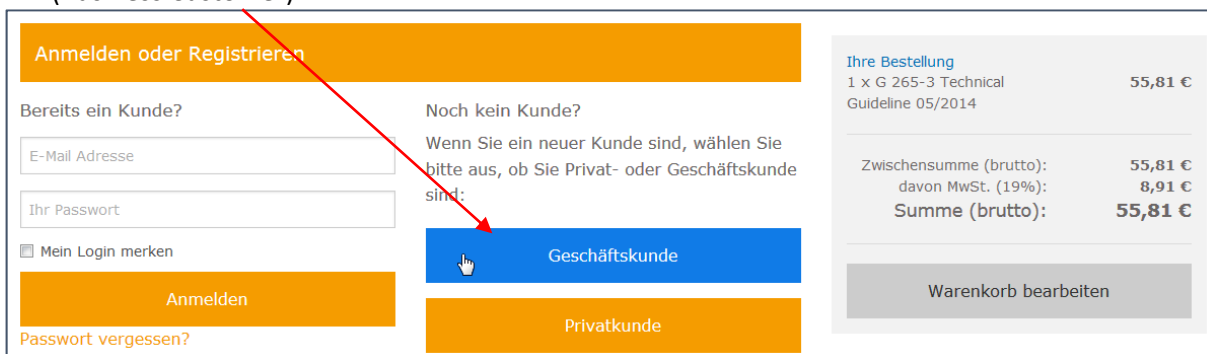 Anmelden oder Registrieren
Bereits ein Kunde?
E-Mail Adresse
Ihr Passwort
Mein Login merken
Anmelden
Passwort vergessen?
Noch kein Kunde?
Wenn Sie ein neuer Kunde sind, wählen Sie
bitte aus, ob Sie Privat- oder Geschäftskunde
sind:
Geschäftskunde
Privatkunde
Ihre Bestellung
1 x G 265-3 Technical 55,81 €
Guideline 05/2014
Zwischensumme (brutto): 55,81 €
davon MwSt. (19%): 8,91 €
Summe (brutto): 55,81 €
Warenkorb bearbeiten